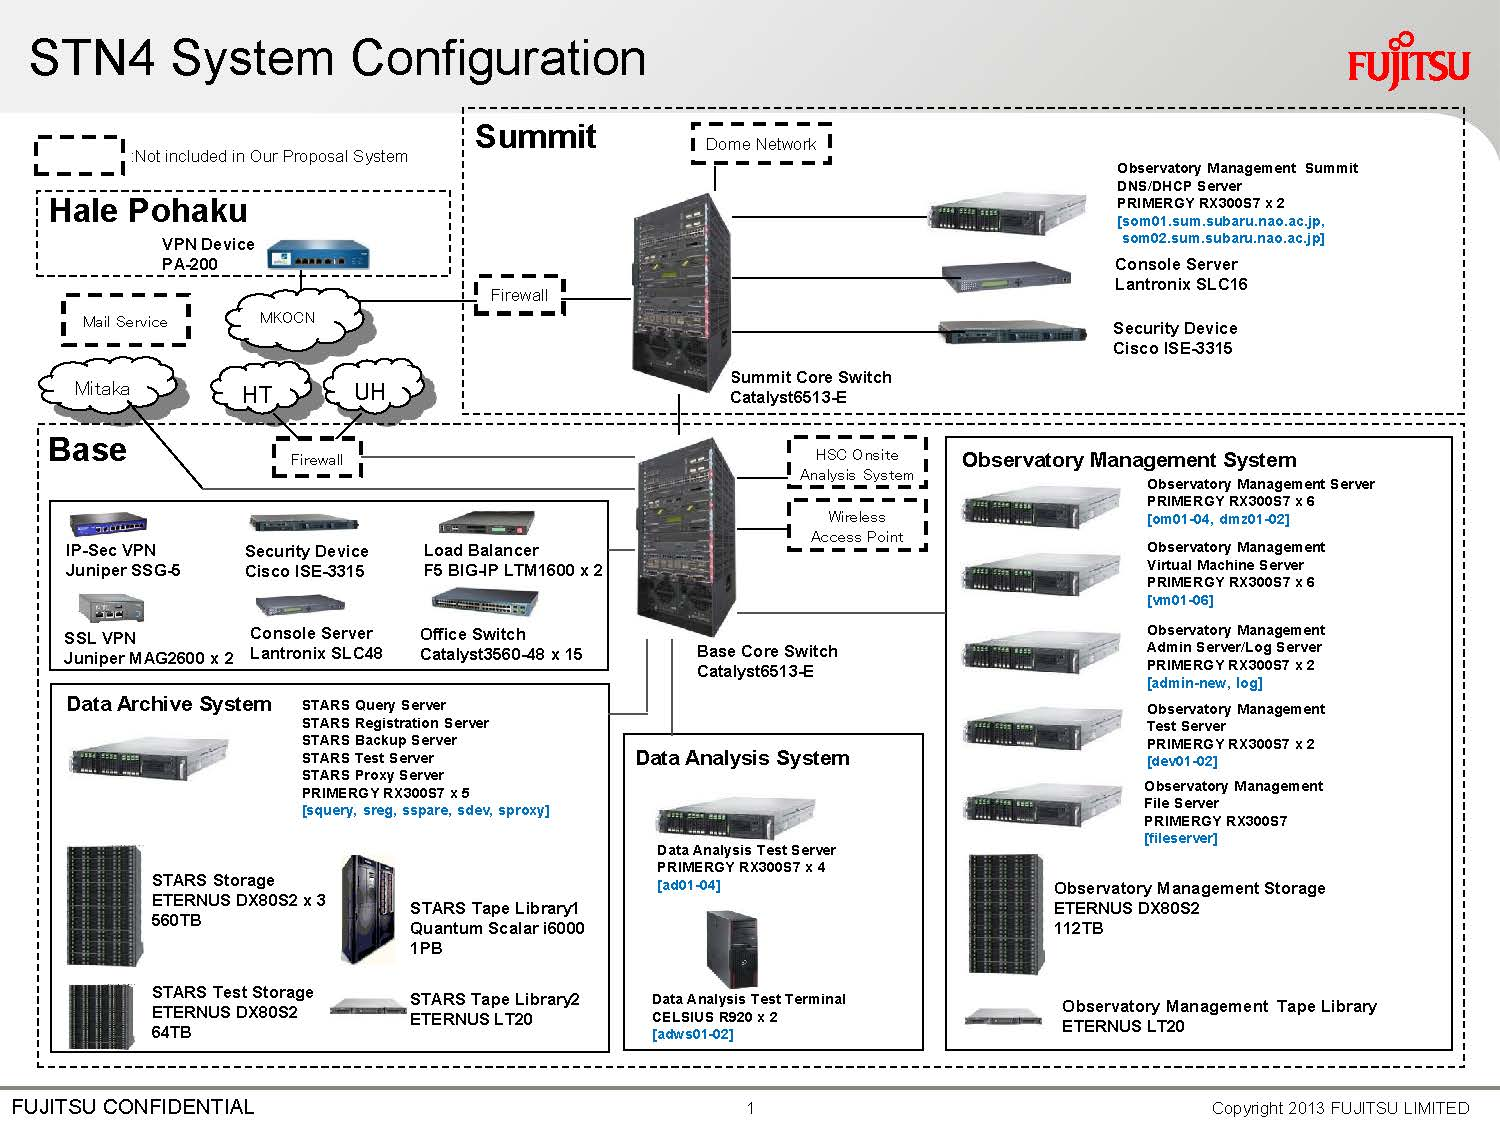 STN4 System Configuration
FUJITSU
:Not included in Our Proposal System
Hale Pohaku
VPN Device
PA-200
Mail Service
MKOCN
Mitaka
HT
UH
Firewall
Summit
Dome Network
Firewall
Observatory Management Summit
DNS/DHCP Server
PRIMERGY RX300S7 x 2
[som01.sum.subaru.nao.ac.jp,
som02.sum.subaru.nao.ac.jp]
Console Server
Lantronix SLC16
Security Device
Cisco ISE-3315
Summit Core Switch
Catalyst6513-E
Base
HSC Onsite
Analysis System
Wireless
Access Point
IP-Sec VPN
Juniper SSG-5
Security Device
Cisco ISE-3315
Load Balancer
F5 BIG-IP LTM1600 x 2
SSL VPN
Juniper MAG2600 x 2
Console Server
Lantronix SLC48
Office Switch
Catalyst3560-48 x 15
Base Core Switch
Catalyst6513-E
Data Archive System
STARS Query Server
STARS Registration Server
STARS Backup Server
STARS Test Server
STARS Proxy Server
PRIMERGY RX300S7 x 5
[squery, sreg, sspare, sdev, sproxy]
STARS Storage
ETERNUS DX80S2 x 3
560TB
STARS Tape Library1
Quantum Scalar i6000
1PB
STARS Test Storage
ETERNUS DX80S2
64TB
STARS Tape Library2
ETERNUS LT20
Data Analysis System
Data Analysis Test Server
PRIMERGY RX300S7 x 4
[ad01-04]
Data Analysis Test Terminal
CELSIUS R920 x 2
[adws01-02]
Observatory Management System
Observatory Management Server
PRIMERGY RX300S7 x 6
[om01-04, dmz01-02]
Observatory Management
Virtual Machine Server
PRIMERGY RX300S7 x 6
[vm01-06]
Observatory Management
Admin Server/Log Server
PRIMERGY RX300S7 x 2
[admin-new, log]
Observatory Management
Test Server
PRIMERGY RX300S7 x 2
[dev01-02]
Observatory Management
File Server
PRIMERGY RX300S7
[fileserver]
Observatory Management Storage
ETERNUS DX80S2
112TB
Observatory Management Tape Library
ETERNUS LT20
FUJITSU CONFIDENTIAL
1
Copyright 2013 FUJITSU LIMITED